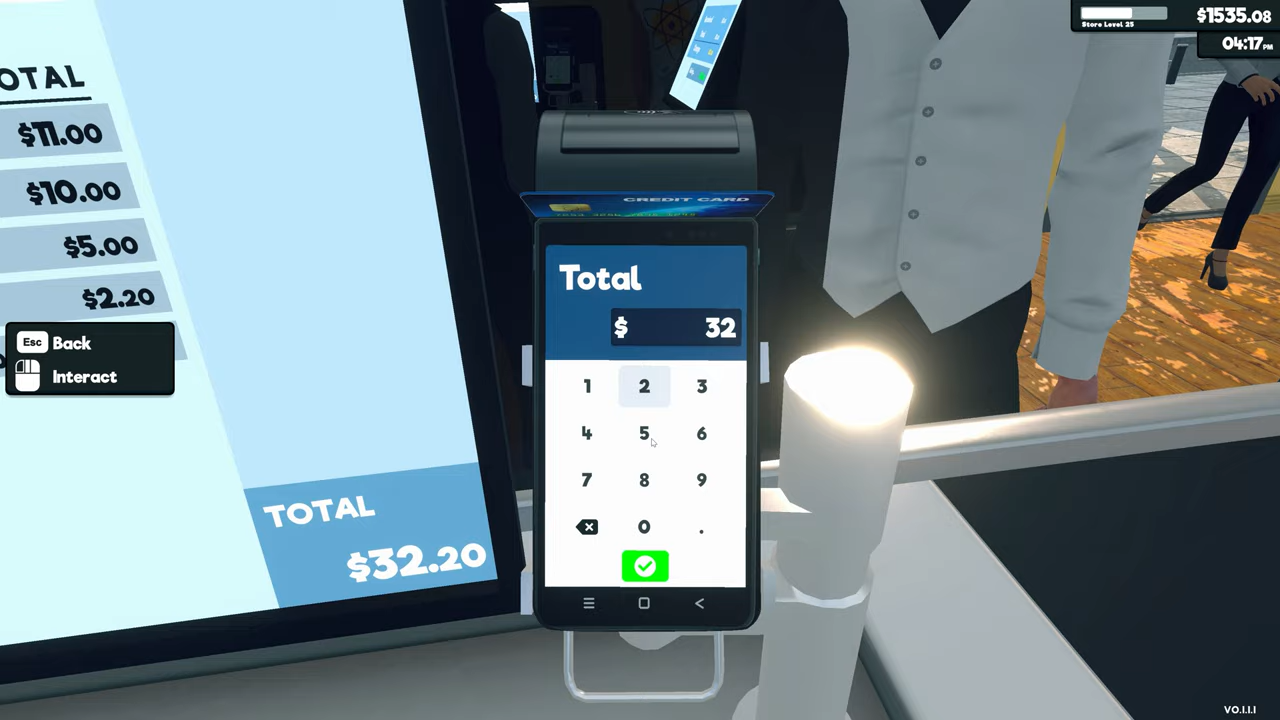 $1535.08
Store Level 25
04:17PM
OTAL
$11.00
$10.00
$5.00
$2.20
Esc Back
Interact
TOTAL
$32.20
CREDIT CARD
Total
$ 32
1 2 3
4 5 6
7 8 9
0 .
V0.1.1.1